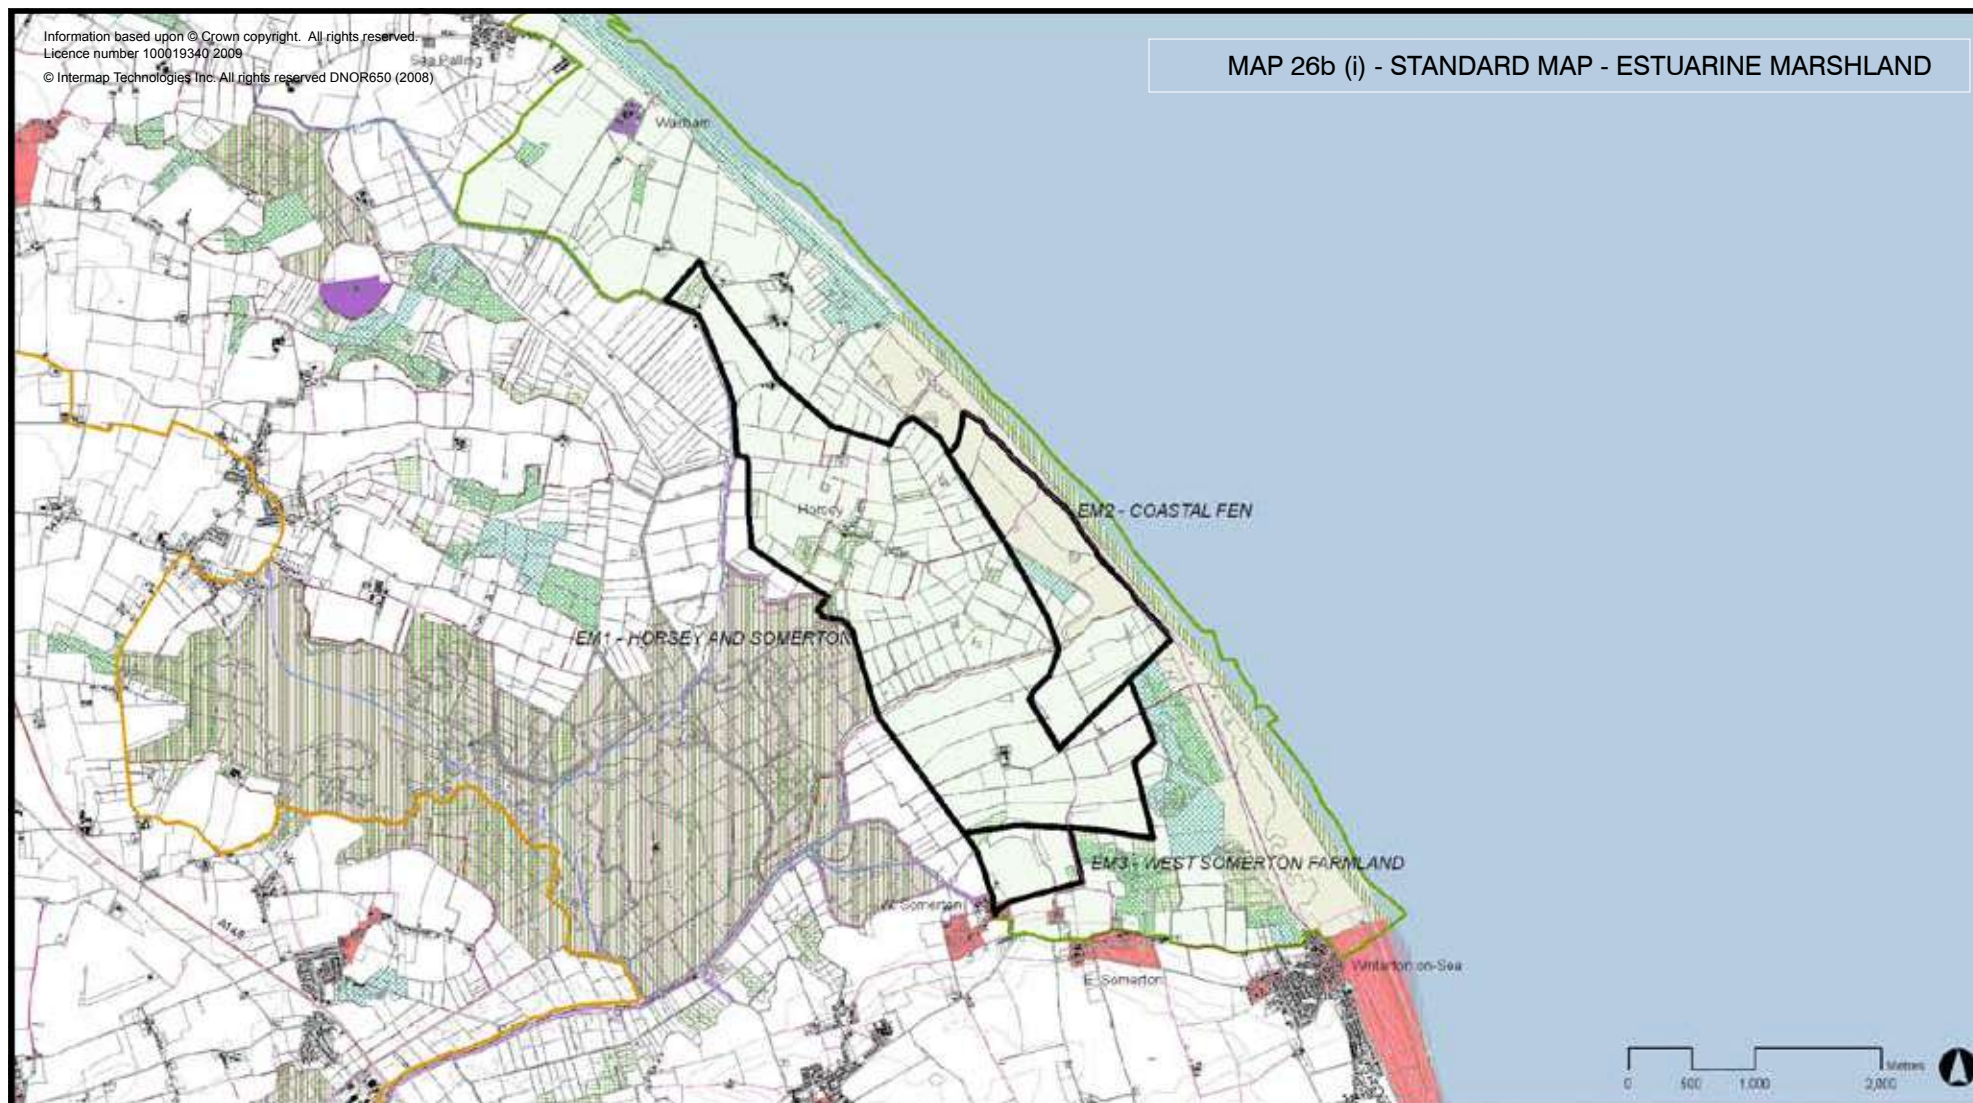 Information based upon © Crown copyright. All rights reserved.
Licence number 100019340 2009
© Intermap Technologies Inc. All rights reserved DNOR650 (2008)
MAP 26b (i) - STANDARD MAP - ESTUARINE MARSHLAND
Sea Palling
Waxham
EM2 - COASTAL FEN
Horsey
EM1 - HORSEY AND SOMERTON
EM3 - WEST SOMERTON FARMLAND
W. Somerton
A149
E. Somerton
Winterton-on-Sea
Metres
0 500 1,000 2,000